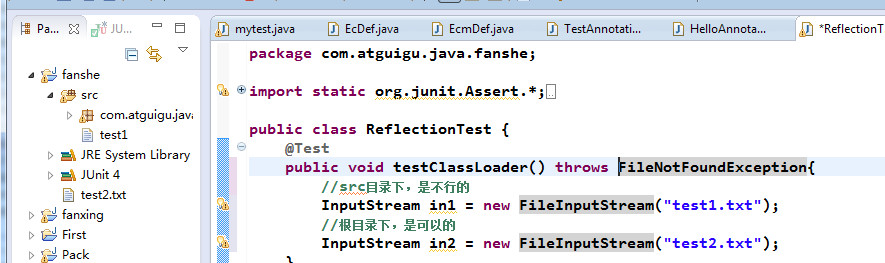 Pa...
JU...
mytest.java
EcDef.java
EcmDef.java
TestAnnotati...
HelloAnnota...
*ReflectionT
fanshe
src
com.atguigu.java
test1
JRE System Library
JUnit 4
test2.txt
fanxing
First
Pack
package com.atguigu.java.fanshe;
import static org.junit.Assert.*;
public class ReflectionTest {
@Test
public void testClassLoader() throws FileNotFoundException{
//src目录下，是不行的
InputStream in1 = new FileInputStream("test1.txt");
//根目录下，是可以的
InputStream in2 = new FileInputStream("test2.txt");
}